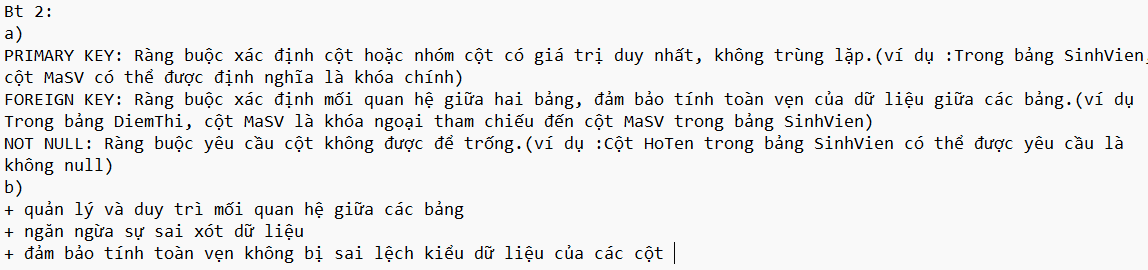 Bt 2:
a)
PRIMARY KEY: Ràng buộc xác định cột hoặc nhóm cột có giá trị duy nhất, không trùng lặp.(ví dụ :Trong bảng SinhVien,
cột MaSV có thể được định nghĩa là khóa chính)
FOREIGN KEY: Ràng buộc xác định mối quan hệ giữa hai bảng, đảm bảo tính toàn vẹn của dữ liệu giữa các bảng.(ví dụ
Trong bảng DiemThi, cột MaSV là khóa ngoại tham chiếu đến cột MaSV trong bảng SinhVien)
NOT NULL: Ràng buộc yêu cầu cột không được để trống.(ví dụ :Cột HoTen trong bảng SinhVien có thể được yêu cầu là
không null)
b)
+ quản lý và duy trì mối quan hệ giữa các bảng
+ ngăn ngừa sự sai xót dữ liệu
+ đảm bảo tính toàn vẹn không bị sai lệch kiểu dữ liệu của các cột